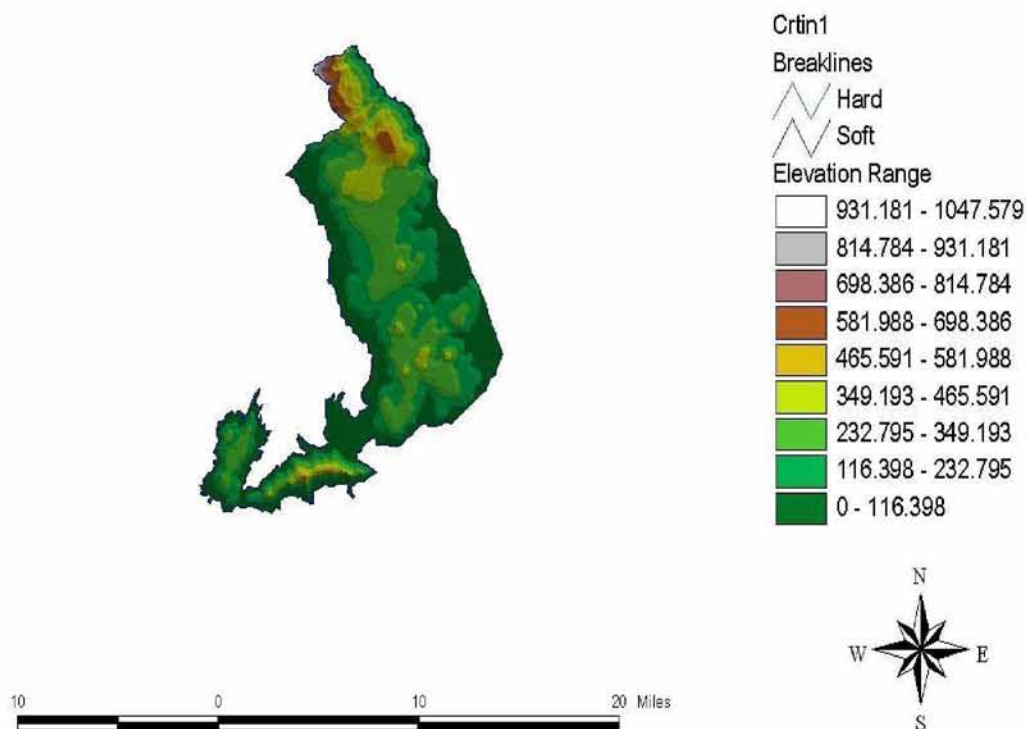 Crtin1
Breaklines
Hard
Soft
Elevation Range
931.181 - 1047.579
814.784 - 931.181
698.386 - 814.784
581.988 - 698.386
465.591 - 581.988
349.193 - 465.591
232.795 - 349.193
116.398 - 232.795
0 - 116.398
N
W E
S
10 0 10 20 Miles